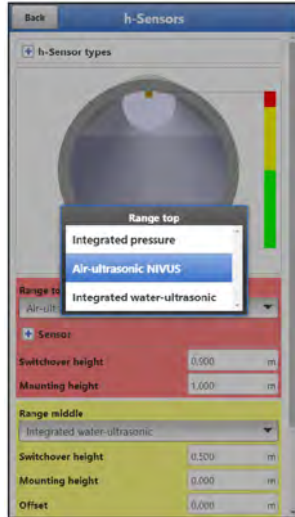 Back
h-Sensors
h-Sensor types
Range top
Integrated pressure
Air-ultrasonic NIVUS
Integrated water-ultrasonic
Range to
Air-ult
Sensor
Switchover height 0,900 m
Mounting height 1,000 m
Range middle
Integrated water-ultrasonic
Switchover height 0,500 m
Mounting height 0,000 m
Offset 0,000 m